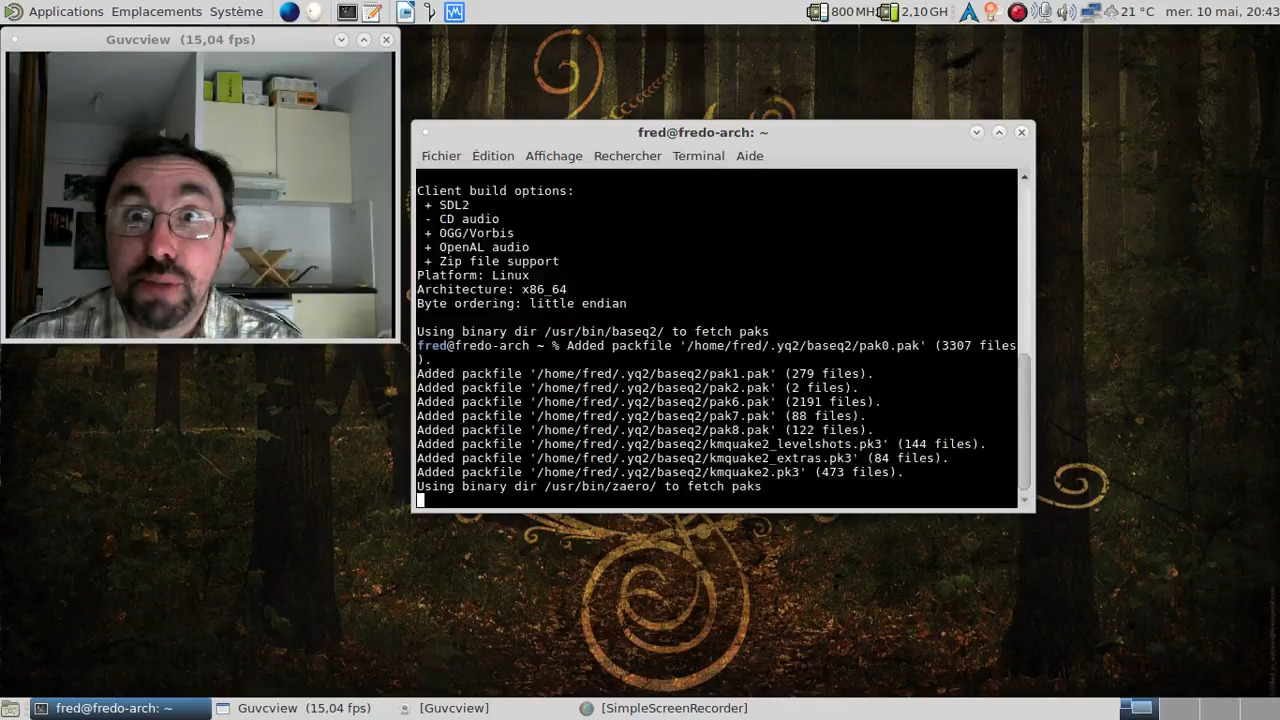 Applications Emplacements Système
800 MH 2,10 GH 21 °C mer. 10 mai, 20:43
Guvcview (15,04 fps)
fred@fredo-arch: ~
Fichier Édition Affichage Rechercher Terminal Aide
Client build options:
+ SDL2
- CD audio
+ OGG/Vorbis
+ OpenAL audio
+ Zip file support
Platform: Linux
Architecture: x86_64
Byte ordering: little endian
Using binary dir /usr/bin/baseq2/ to fetch paks
fred@fredo-arch ~ % Added packfile '/home/fred/.yq2/baseq2/pak0.pak' (3307 files
).
Added packfile '/home/fred/.yq2/baseq2/pak1.pak' (279 files).
Added packfile '/home/fred/.yq2/baseq2/pak2.pak' (2 files).
Added packfile '/home/fred/.yq2/baseq2/pak6.pak' (2191 files).
Added packfile '/home/fred/.yq2/baseq2/pak7.pak' (88 files).
Added packfile '/home/fred/.yq2/baseq2/pak8.pak' (122 files).
Added packfile '/home/fred/.yq2/baseq2/kmquake2_levelshots.pk3' (144 files).
Added packfile '/home/fred/.yq2/baseq2/kmquake2_extras.pk3' (84 files).
Added packfile '/home/fred/.yq2/baseq2/kmquake2.pk3' (473 files).
Using binary dir /usr/bin/zaero/ to fetch paks
fred@fredo-arch: ~ Guvcview (15,04 fps) [Guvcview] [SimpleScreenRecorder]